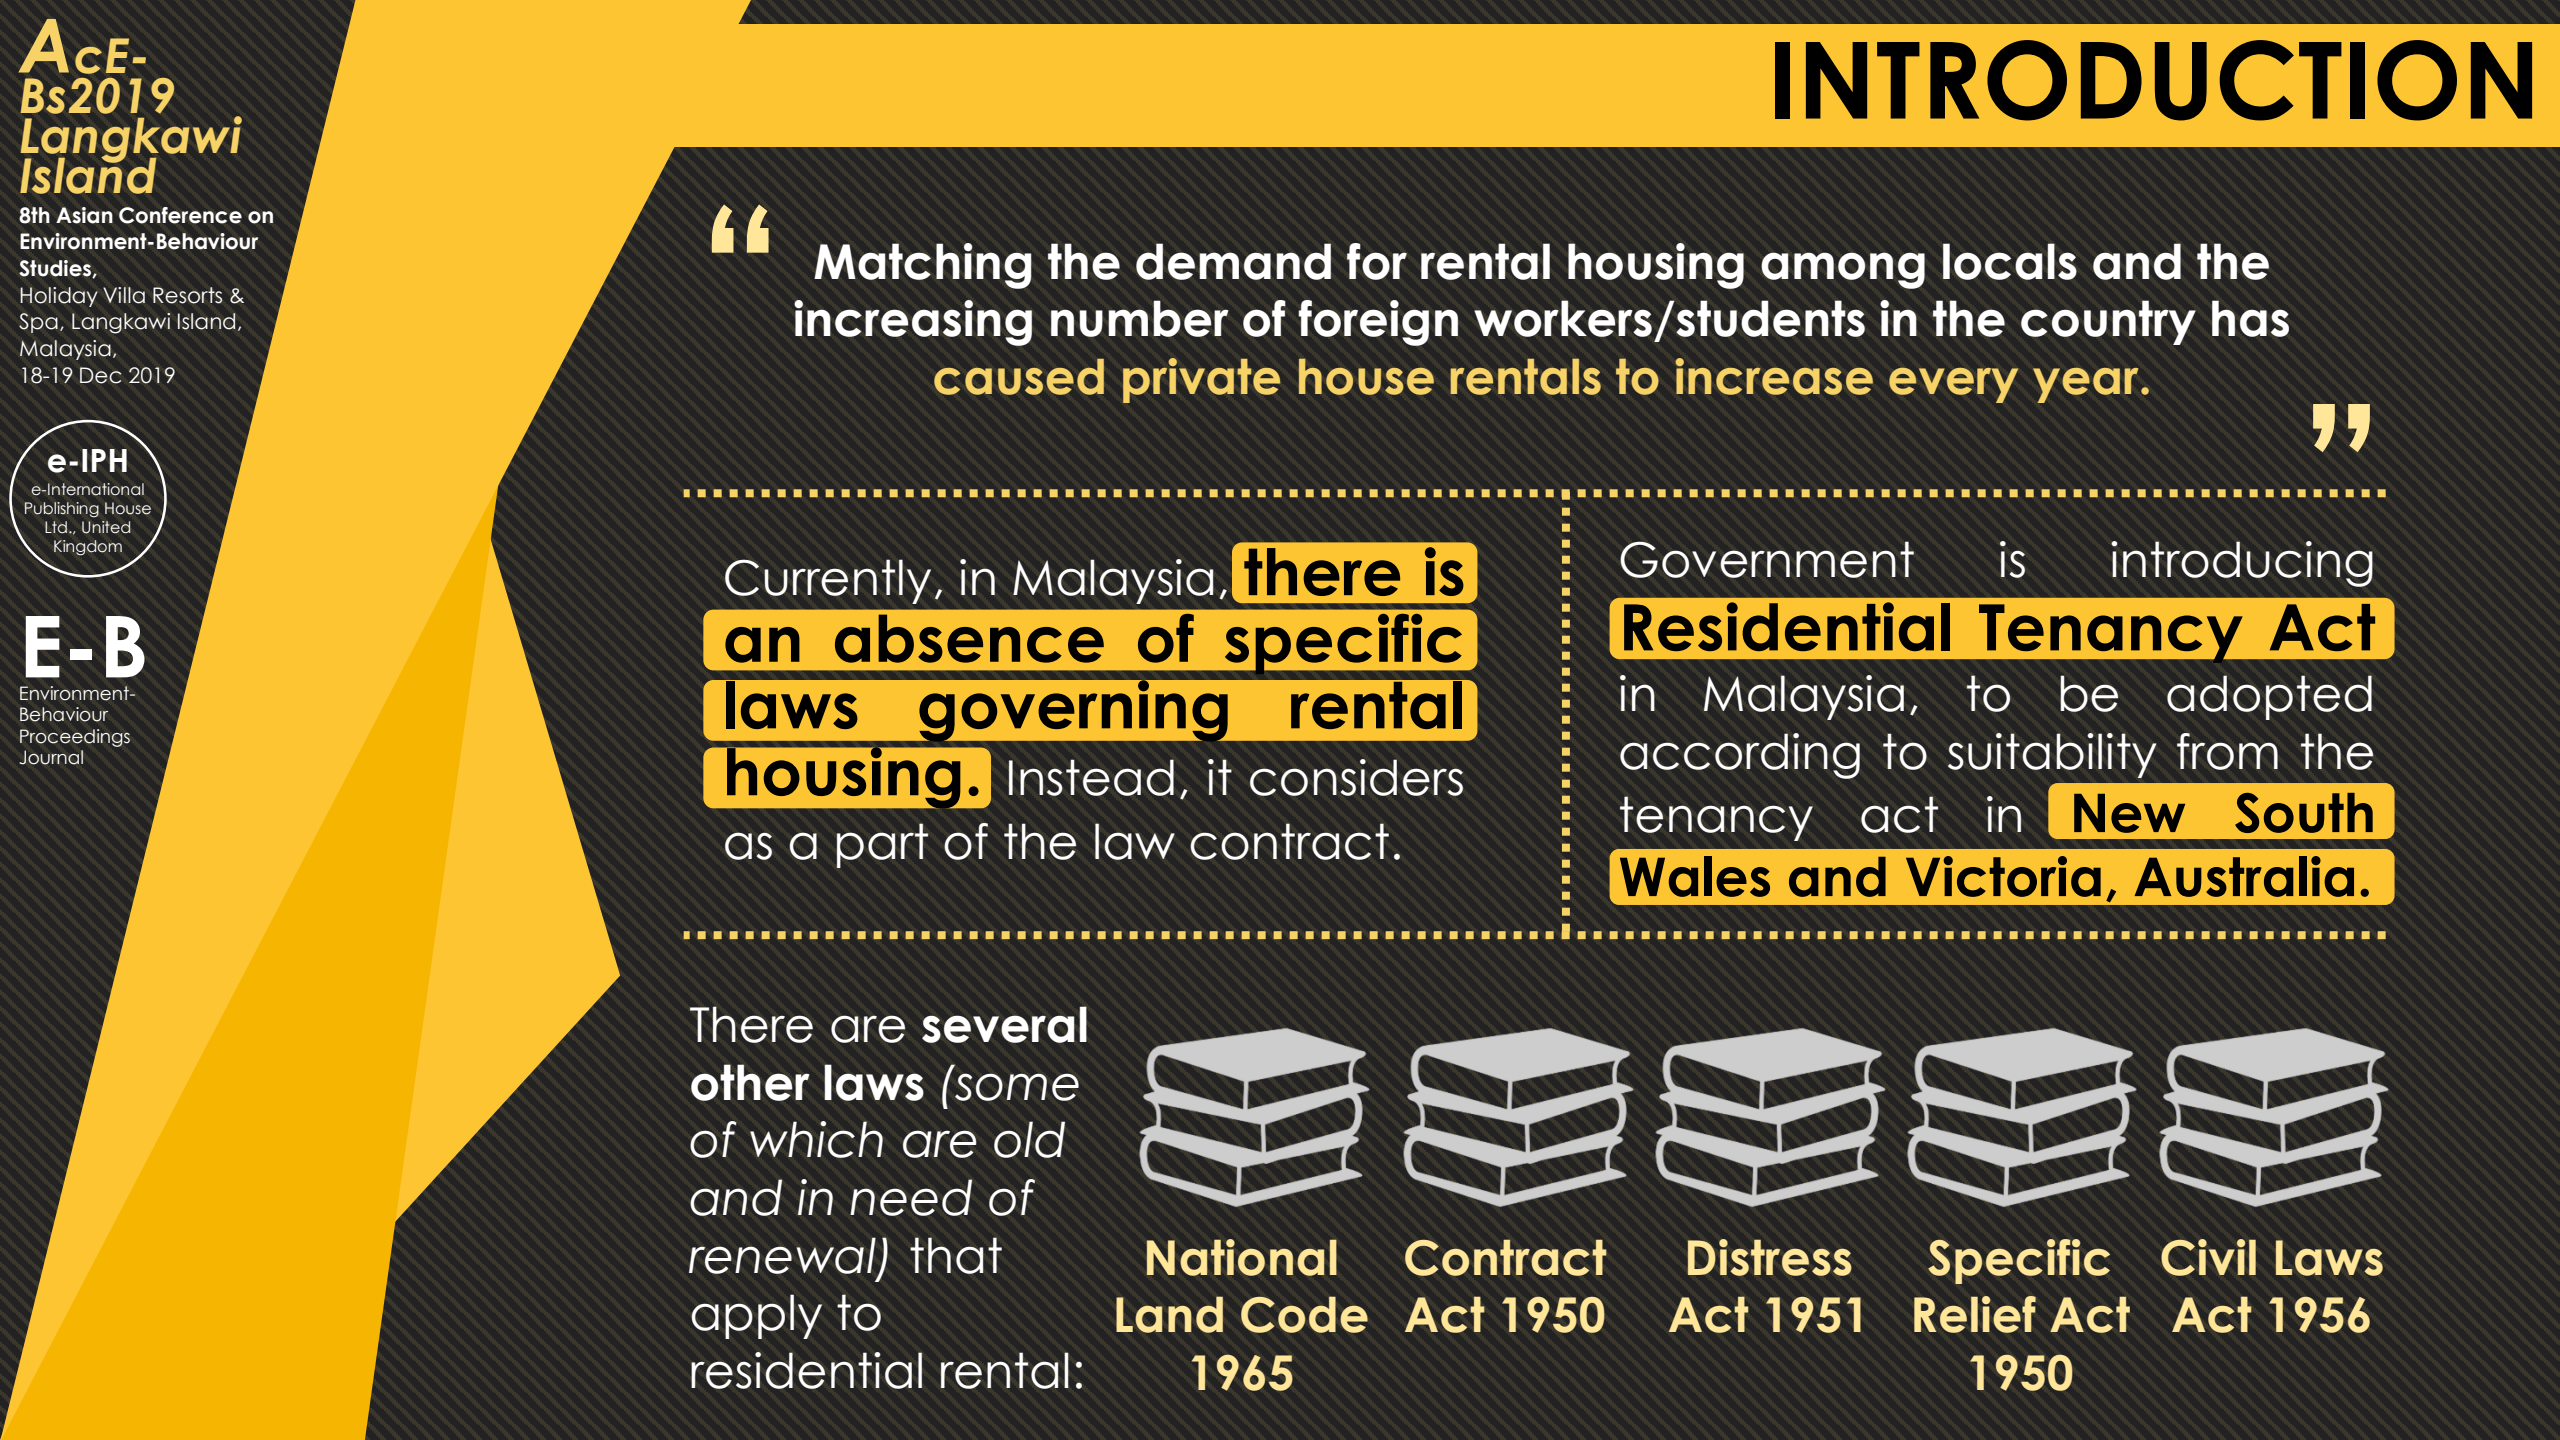 AcE-
Bs2019
Langkawi
Island
8th Asian Conference on
Environment-Behaviour
Studies,
Holiday Villa Resorts &
Spa, Langkawi Island,
Malaysia,
18-19 Dec 2019
e-IPH
e-International
Publishing House
Ltd., United
Kingdom
E-B
Environment-
Behaviour
Proceedings
Journal
INTRODUCTION
“ Matching the demand for rental housing among locals and the
increasing number of foreign workers/students in the country has
caused private house rentals to increase every year.
”
Currently, in Malaysia, there is
an absence of specific
laws governing rental
housing. Instead, it considers
as a part of the law contract.
Government is introducing
Residential Tenancy Act
in Malaysia, to be adopted
according to suitability from the
tenancy act in New South
Wales and Victoria, Australia.
There are several
other laws (some
of which are old
and in need of
renewal) that
apply to
residential rental:
National
Land Code
1965
Contract
Act 1950
Distress
Act 1951
Specific
Relief Act
1950
Civil Laws
Act 1956